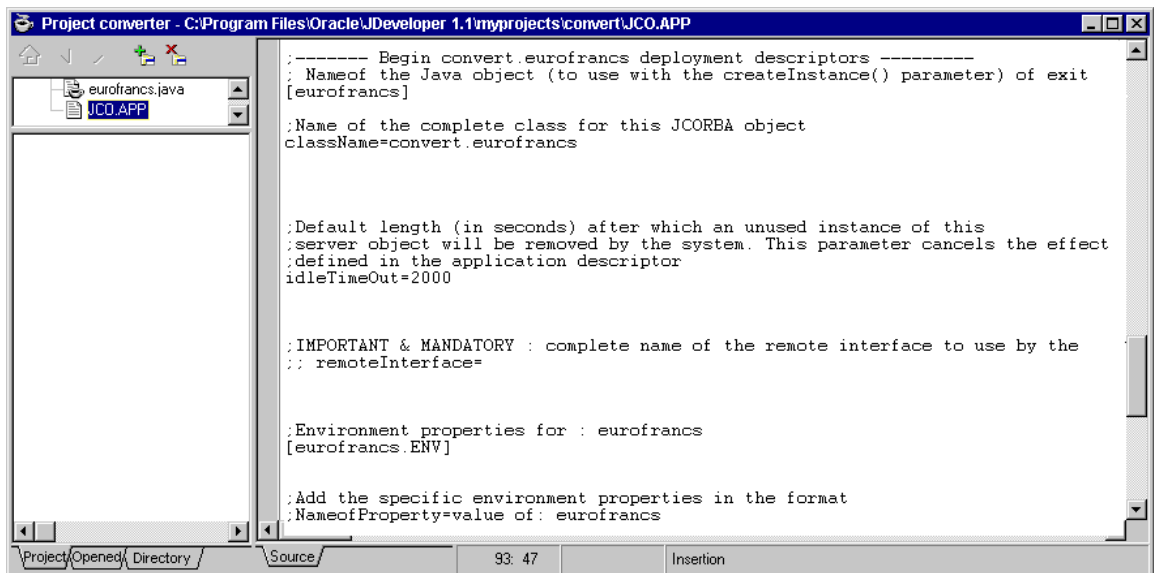 Project converter - C:\Program Files\Oracle\JDeveloper 1.1\myprojects\convert\JCO.APP
eurofrancs.java
JCO.APP
;------- Begin convert.eurofrancs deployment descriptors ---------
; Nameof the Java object (to use with the createInstance() parameter) of exit
[eurofrancs]
;Name of the complete class for this JCORBA object
className=convert.eurofrancs
;Default length (in seconds) after which an unused instance of this
;server object will be removed by the system. This parameter cancels the effect
;defined in the application descriptor
idleTimeOut=2000
;IMPORTANT & MANDATORY : complete name of the remote interface to use by the
;; remoteInterface=
;Environment properties for : eurofrancs
[eurofrancs.ENV]
;Add the specific environment properties in the format
;NameofProperty=value of: eurofrancs
Project Opened Directory
Source 93: 47 Insertion